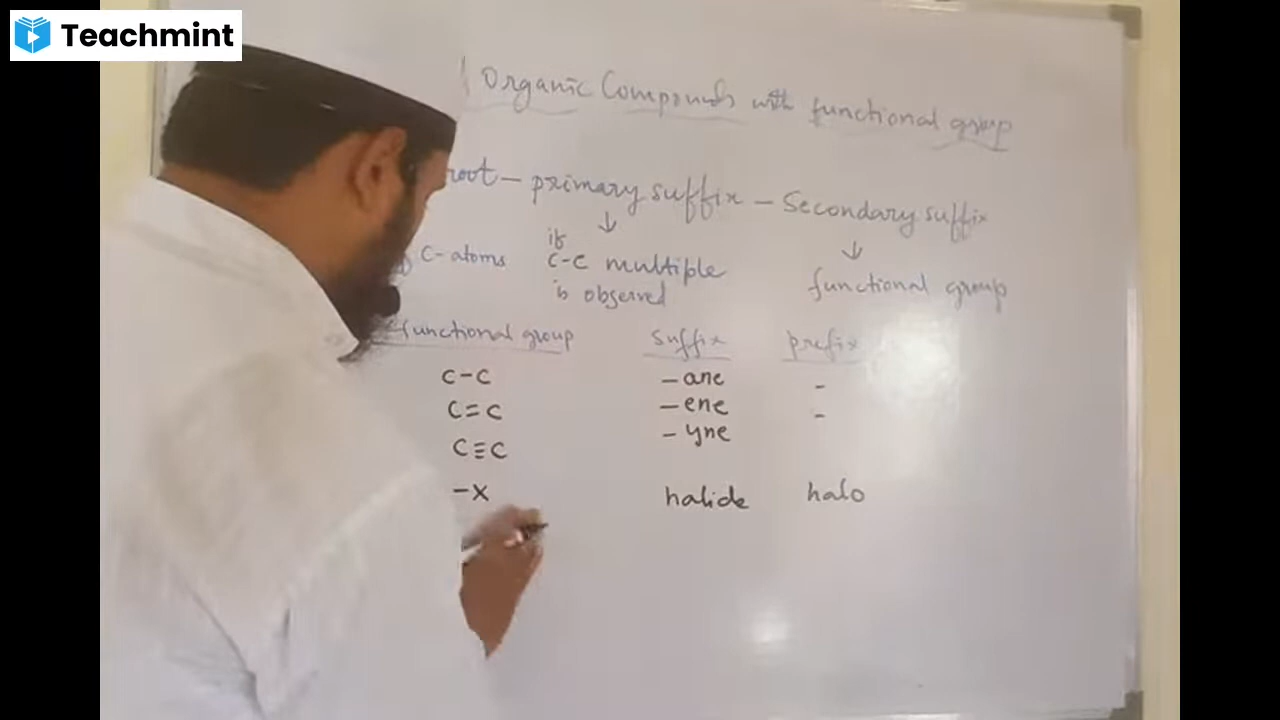 Teachmint
Organic Compounds with functional group
root - primary suffix - Secondary suffix
↓ ↓
C-atoms if C-C multiple is observed functional group
functional group suffix prefix
C-C -ane -
C=C -ene -
C≡C -yne
-X halide halo